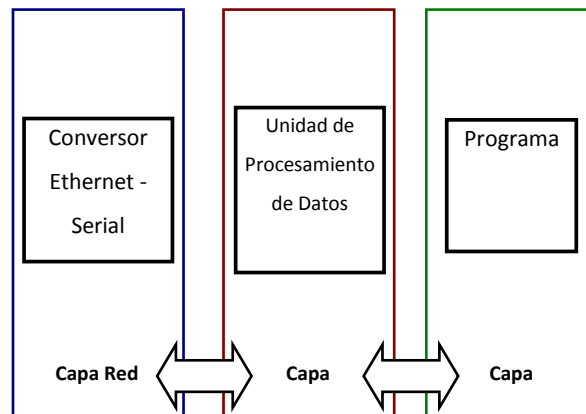 Conversor
Ethernet -
Serial
Unidad de
Procesamiento
de Datos
Programa
Capa Red
Capa
Capa